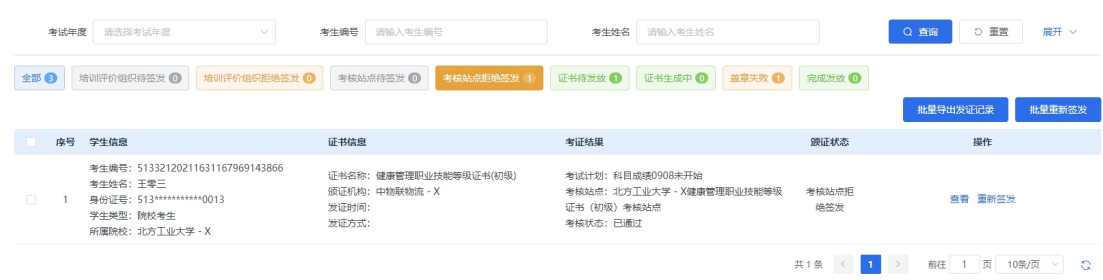 考试年度 请选择考试年度 考生编号 请输入考生编号 考生姓名 请输入考生姓名 查询 重置 展开
全部 3 培训评价组织待签发 0 培训评价组织拒绝签发 0 考核站点待签发 0 考核站点拒绝签发 1 证书待发放 1 证书生成中 0 盖章失败 1 完成发放 0
批量导出发证记录 批量重新签发
序号 学生信息 证书信息 考证结果 颁证状态 操作
考生编号：51332120211631167969143866
考生姓名：王零三
身份证号：513***********0013
学生类型：院校考生
所属院校：北方工业大学 - X
1
证书名称：健康管理职业技能等级证书(初级)
颁证机构：中物联物流 - X
发证时间：
发证方式：
考试计划：科目成绩0908未开始
考核站点：北方工业大学 - X健康管理职业技能等级
证书（初级）考核站点
考核状态：已通过
考核站点拒
绝签发
查看 重新签发
共 1 条 1 前往 1 页 10条/页